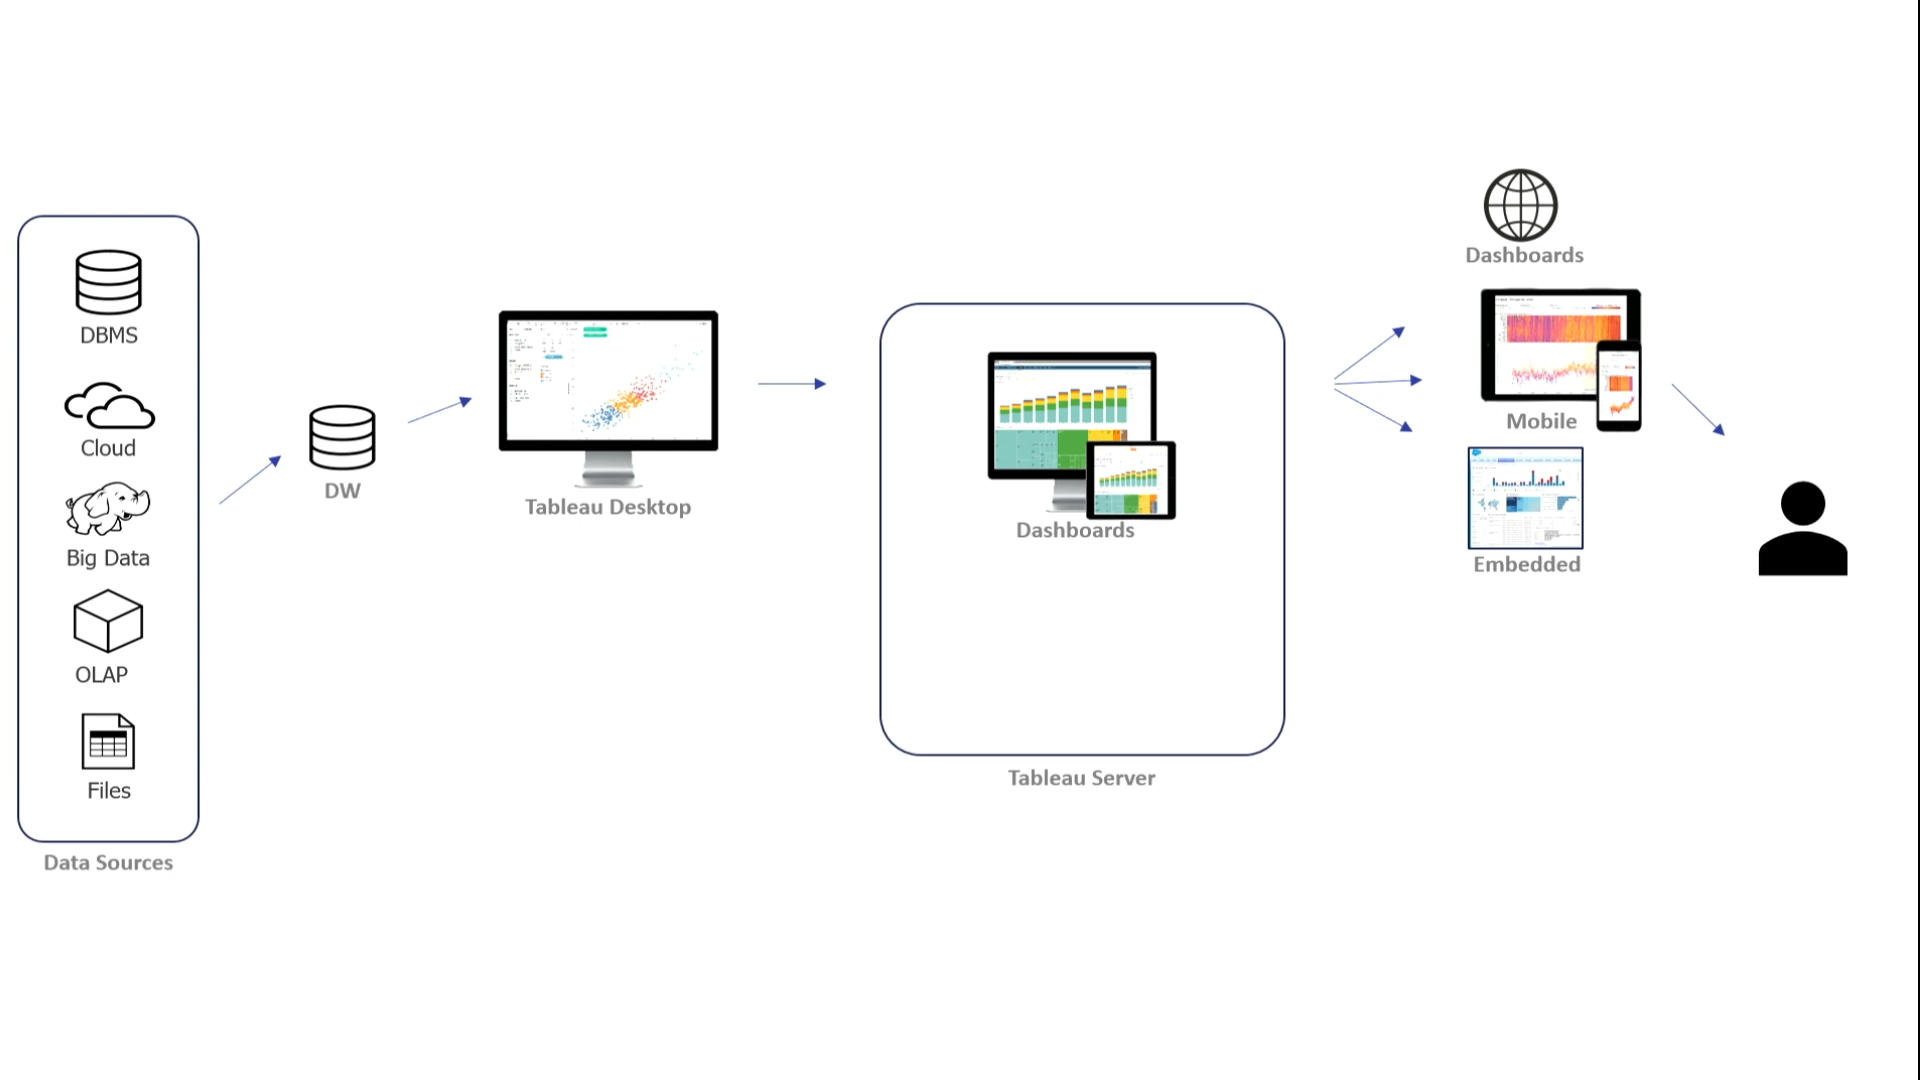 DBMS
Cloud
Big Data
OLAP
Files
Data Sources
DW
Tableau Desktop
Dashboards
Tableau Server
Dashboards
Mobile
Embedded